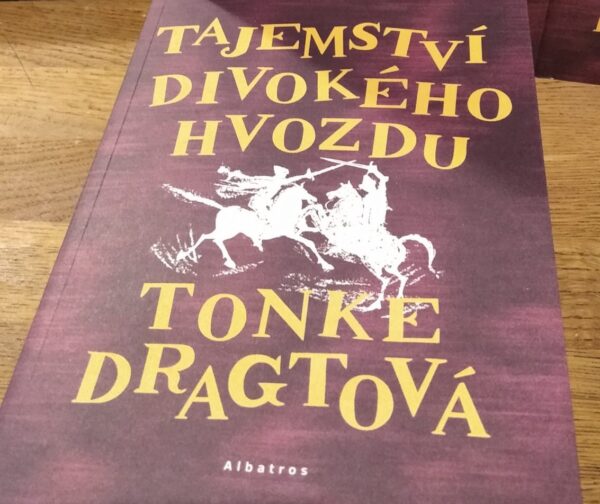 TAJEMSTVÍ
DIVOKÉHO
HVOZDU
TONKE
DRAGTOVÁ
Albatros